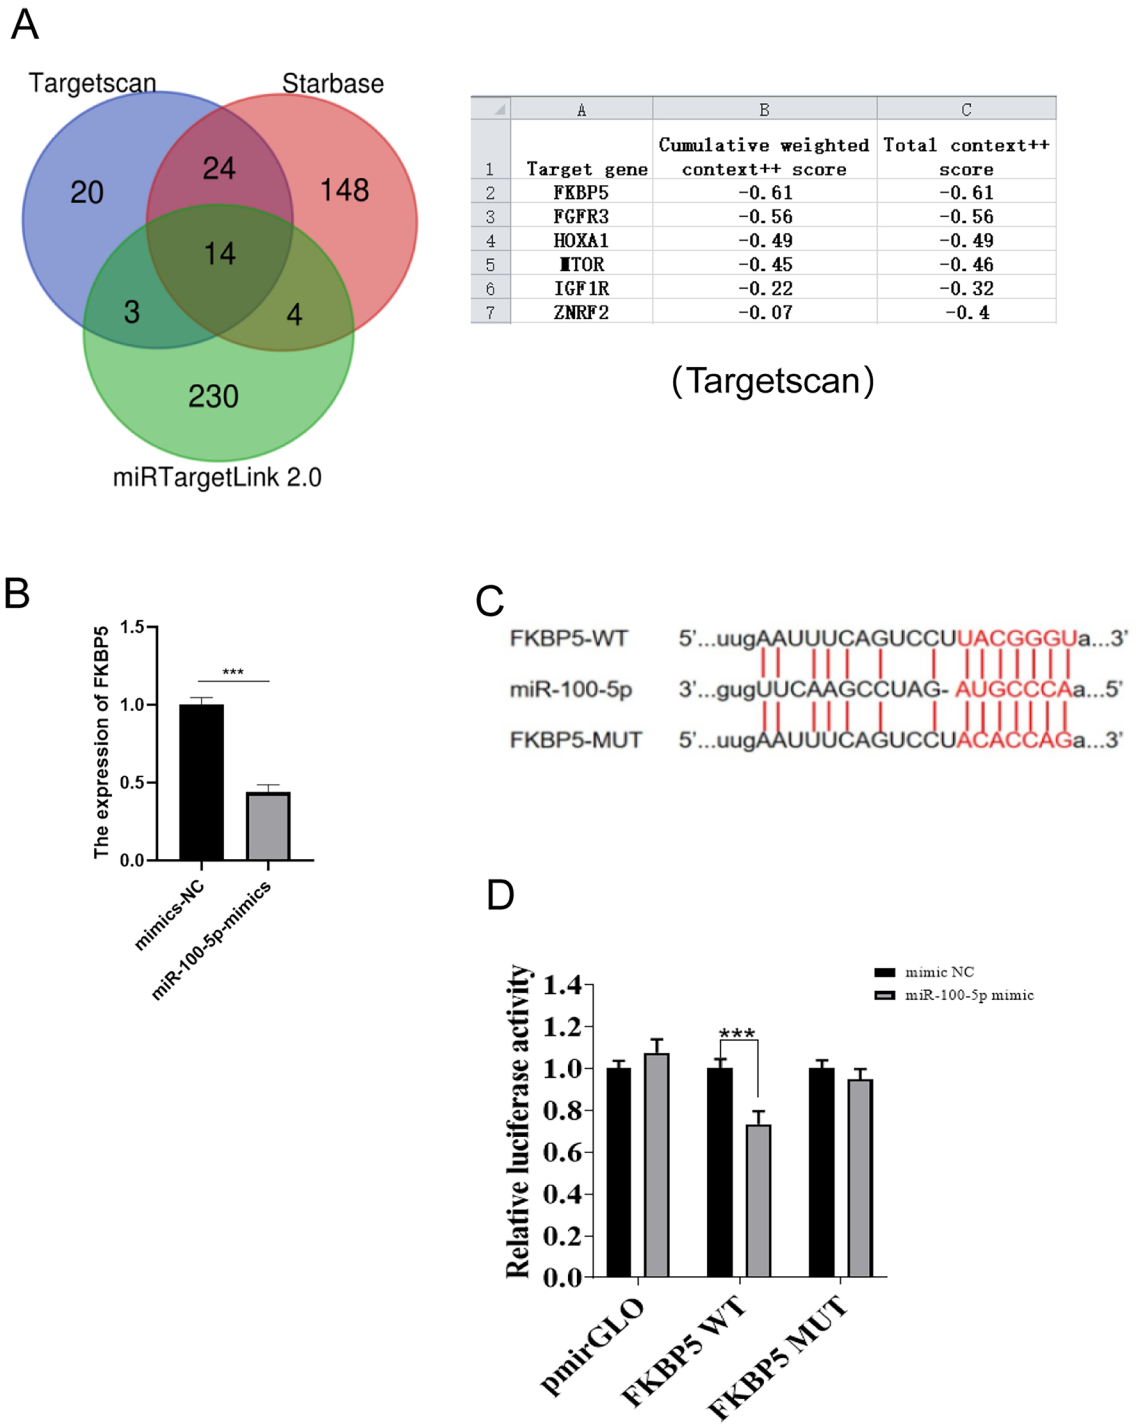 A
Targetscan
Starbase
20
24
148
14
3
4
230
miRTargetLink 2.0
A B C
1 Target gene Cumulative weighted context++ score Total context++ score
2 FKBP5 -0.61 -0.61
3 FGFR3 -0.56 -0.56
4 HOXA1 -0.49 -0.49
5 MTOR -0.45 -0.46
6 IGF1R -0.22 -0.32
7 ZNRF2 -0.07 -0.4
(Targetscan)
B
The expression of FKBP5
1.5
1.0
0.5
0.0
***
mimics-NC
miR-100-5p-mimics
C
FKBP5-WT 5’...uugAAUUUCAGUCCUUUACGGGUa...3’
miR-100-5p 3’...gugUUCAAGCCUAG- AUGCCCAa...5’
FKBP5-MUT 5’...uugAAUUUCAGUCCUACACCAGa...3’
D
Relative luciferase activity
1.4
1.2
1.0
0.8
0.6
0.4
0.2
0.0
***
mimic NC
miR-100-5p mimic
pmirGLO
FKBP5 WT
FKBP5 MUT